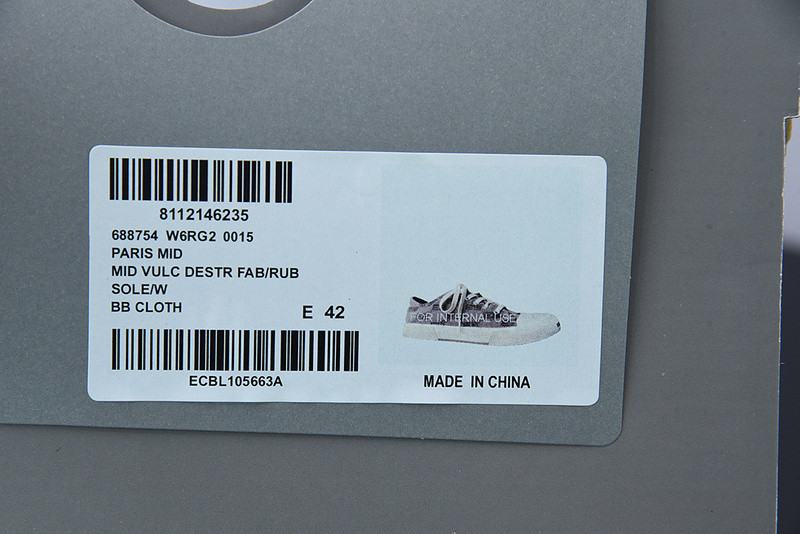 8112146235
688754 W6RG2 0015
PARIS MID
MID VULC DESTR FAB/RUB
SOLE/W
BB CLOTH
E 42
ECBL105663A
FOR INTERNAL USE
MADE IN CHINA